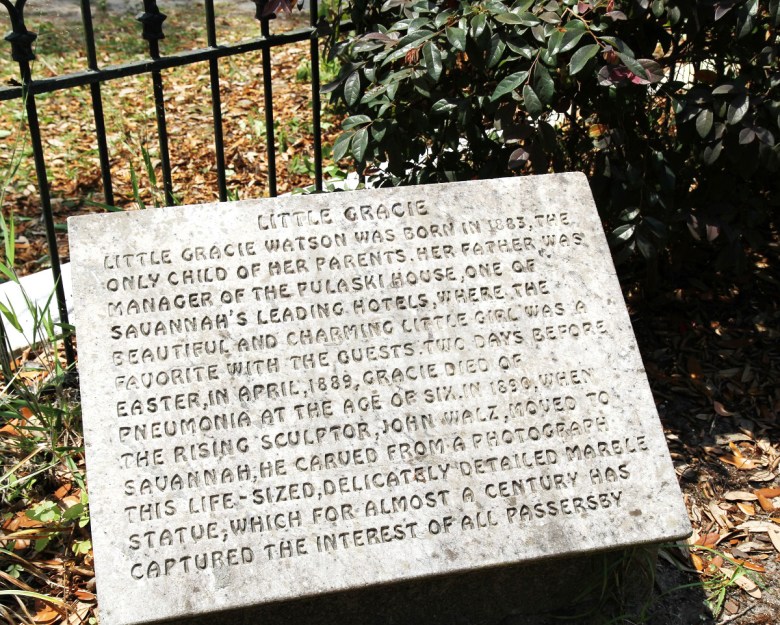 LITTLE GRACIE
LITTLE GRACIE WATSON WAS BORN IN 1883,THE
ONLY CHILD OF HER PARENTS.HER FATHER WAS
MANAGER OF THE PULASKI HOUSE,ONE OF
SAVANNAH'S LEADING HOTELS,WHERE THE
BEAUTIFUL AND CHARMING LITTLE GIRL WAS A
FAVORITE WITH THE GUESTS.TWO DAYS BEFORE
EASTER,IN APRIL,1889,GRACIE DIED OF
PNEUMONIA AT THE AGE OF SIX.IN 1890,WHEN
THE RISING SCULPTOR,JOHN WALZ,MOVED TO
SAVANNAH,HE CARVED FROM A PHOTOGRAPH
THIS LIFE-SIZED,DELICATELY DETAILED MARBLE
STATUE,WHICH FOR ALMOST A CENTURY HAS
CAPTURED THE INTEREST OF ALL PASSERSBY